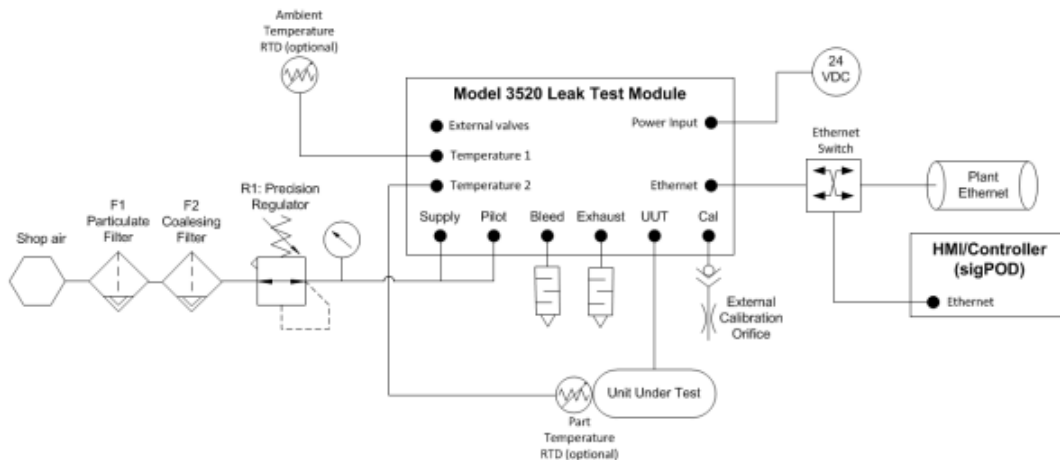 Ambient
Temperature
RTD (optional)
24
VDC
Model 3520 Leak Test Module
External valves
Power Input
Temperature 1
Temperature 2
Ethernet
Supply
Pilot
Bleed
Exhaust
UUT
Cal
Ethernet
Switch
Plant
Ethernet
HMI/Controller
(sigPOD)
Ethernet
Shop air
F1
Particulate
Filter
F2
Coalesing
Filter
R1: Precision
Regulator
External
Calibration
Orifice
Unit Under Test
Part
Temperature
RTD (optional)